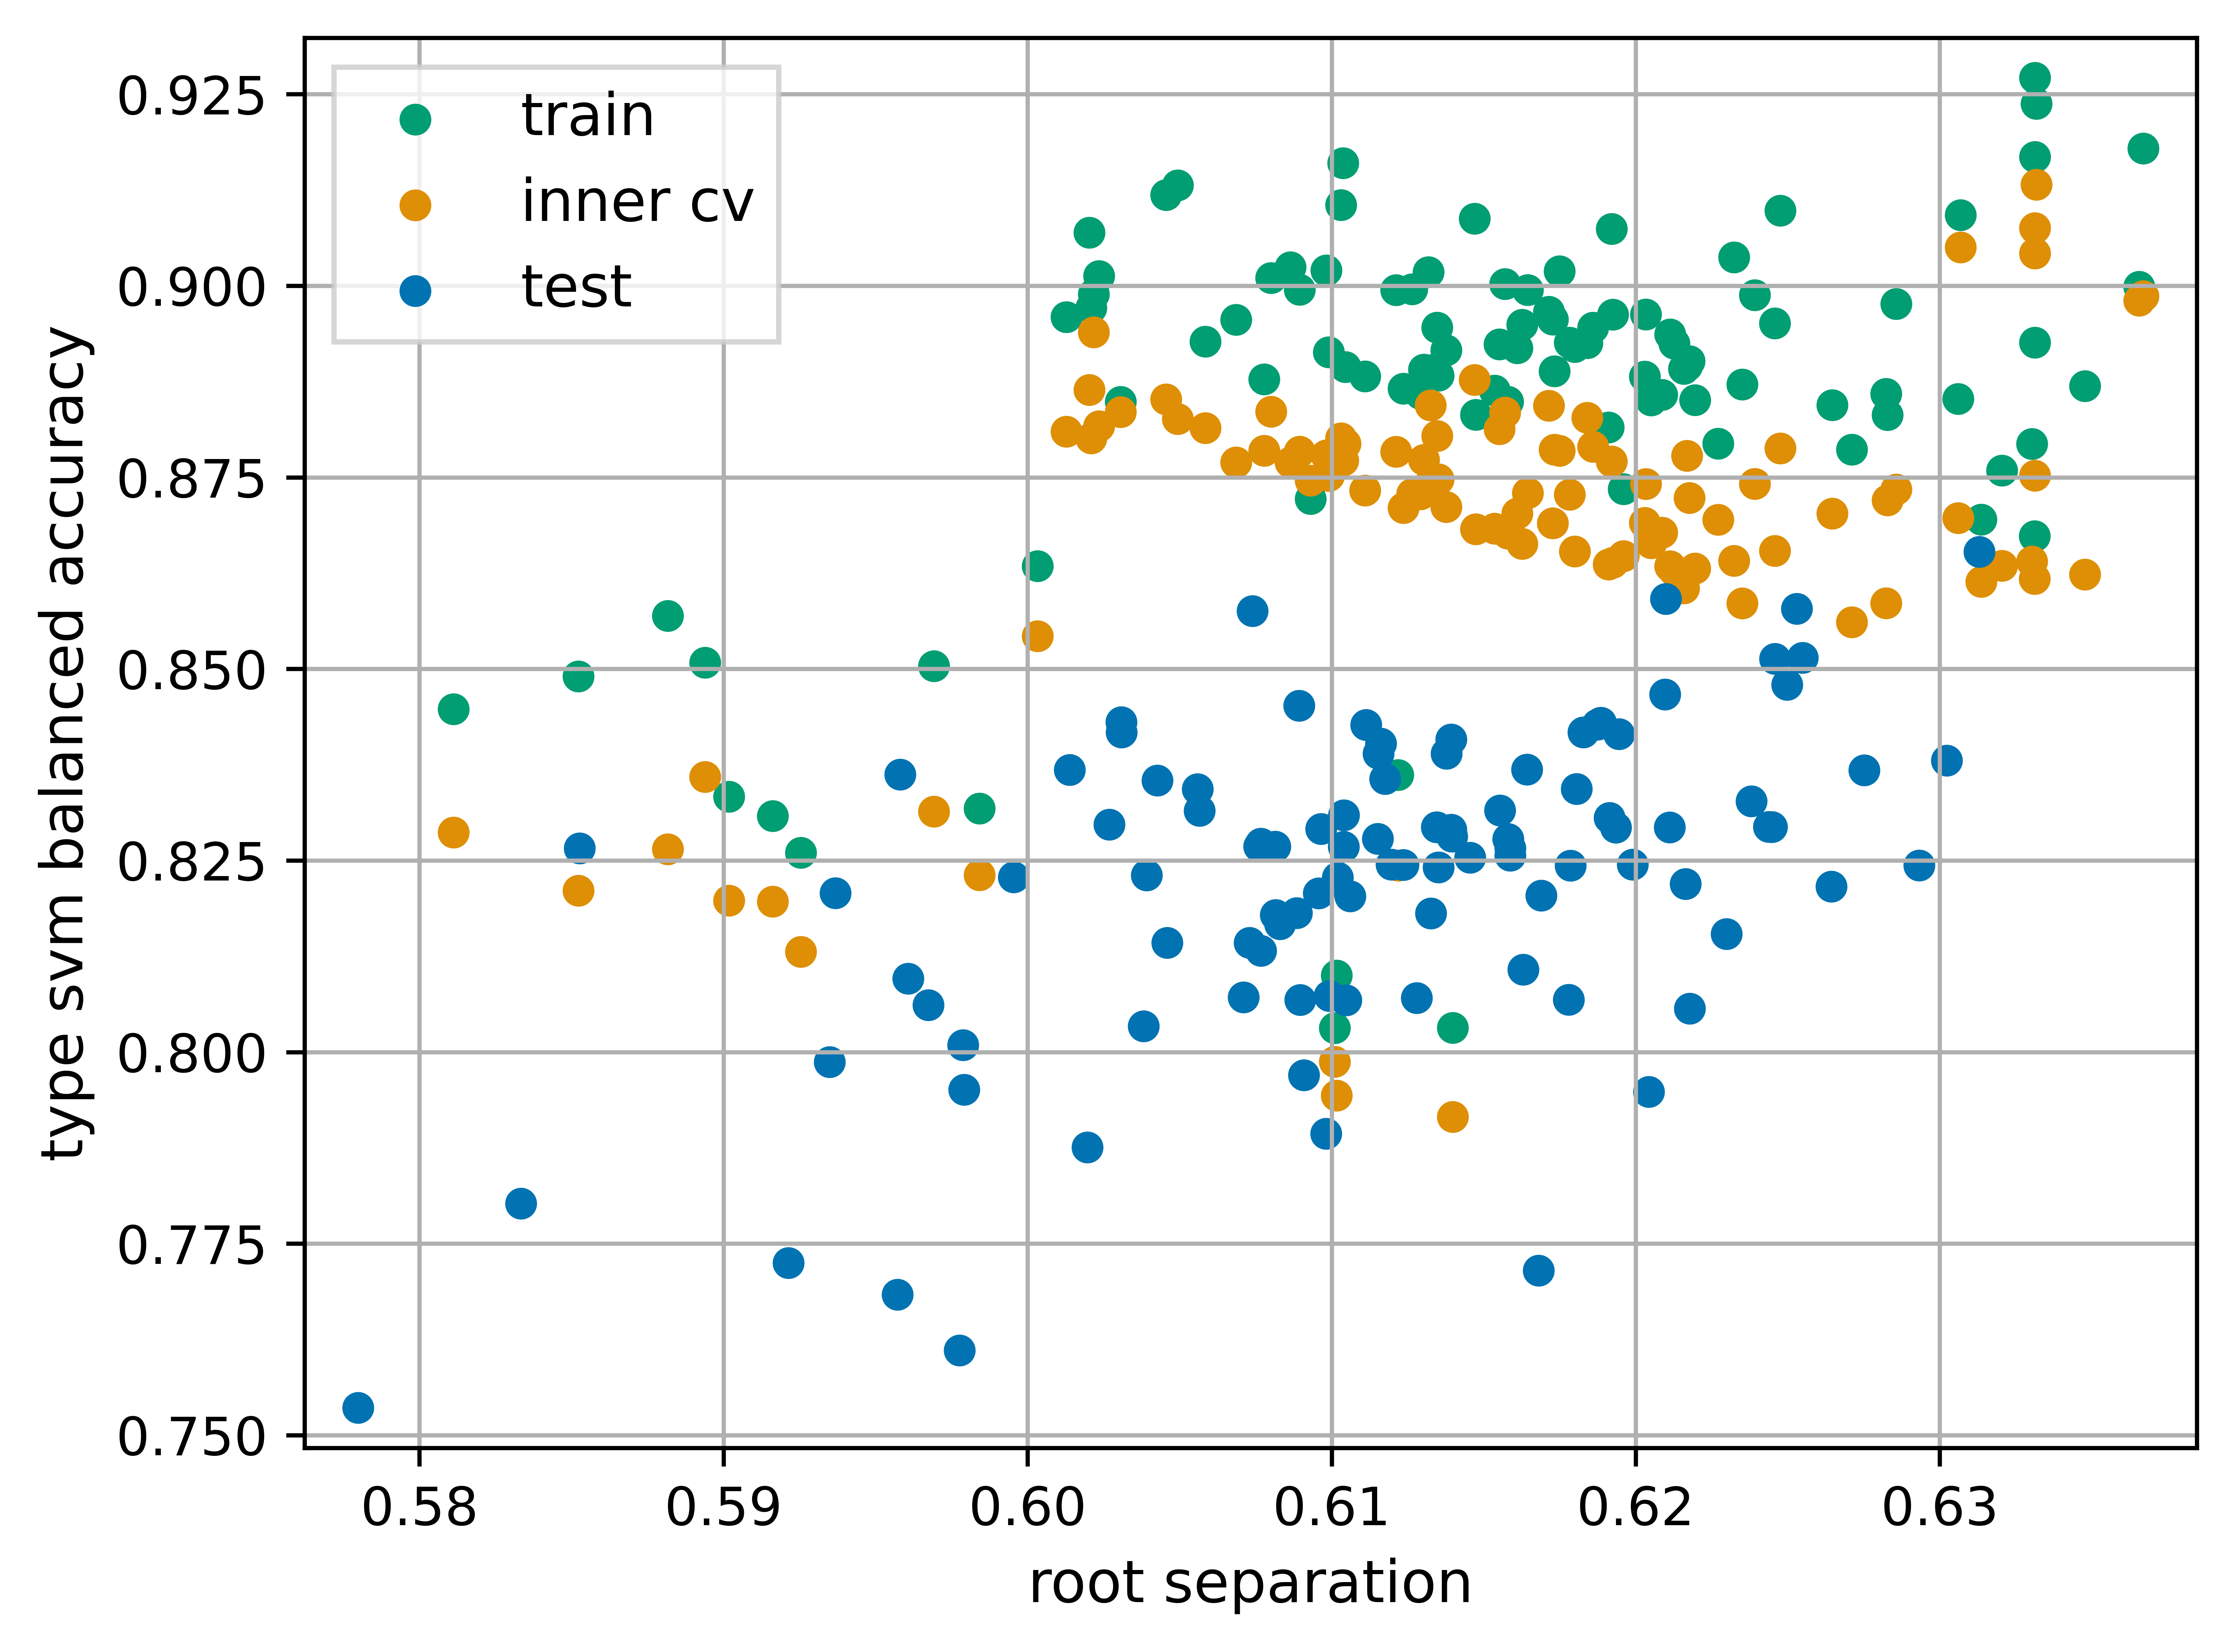 train
inner cv
test
type svm balanced accuracy
0.925
0.900
0.875
0.850
0.825
0.800
0.775
0.750
0.58 0.59 0.60 0.61 0.62 0.63
root separation